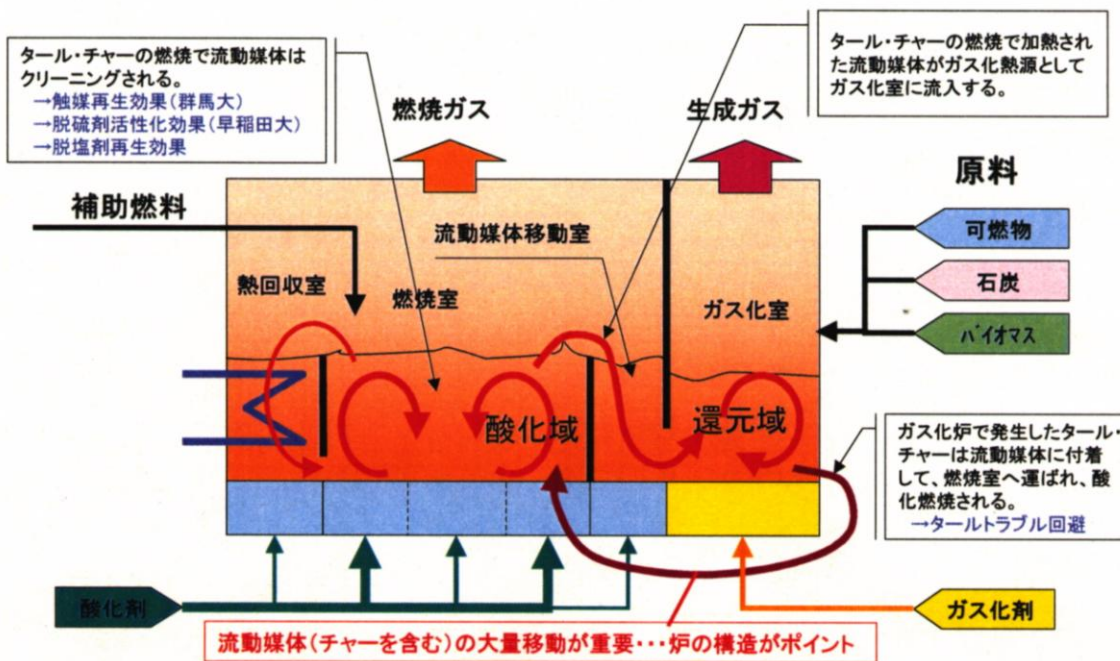 タール・チャーの燃焼で流動媒体は
クリーニングされる。
→触媒再生効果(群馬大)
→脱硫剤活性化効果(早稲田大)
→脱塩剤再生効果
タール・チャーの燃焼で加熱され
た流動媒体がガス化熱源として
ガス化室に流入する。
燃焼ガス
生成ガス
原料
補助燃料
可燃物
石炭
バイオマス
流動媒体移動室
熱回収室
燃焼室
ガス化室
酸化域
還元域
ガス化炉で発生したタール・
チャーは流動媒体に付着
して、燃焼室へ運ばれ、酸
化燃焼される。
→タールトラブル回避
酸化剤
ガス化剤
流動媒体(チャーを含む)の大量移動が重要・・・炉の構造がポイント